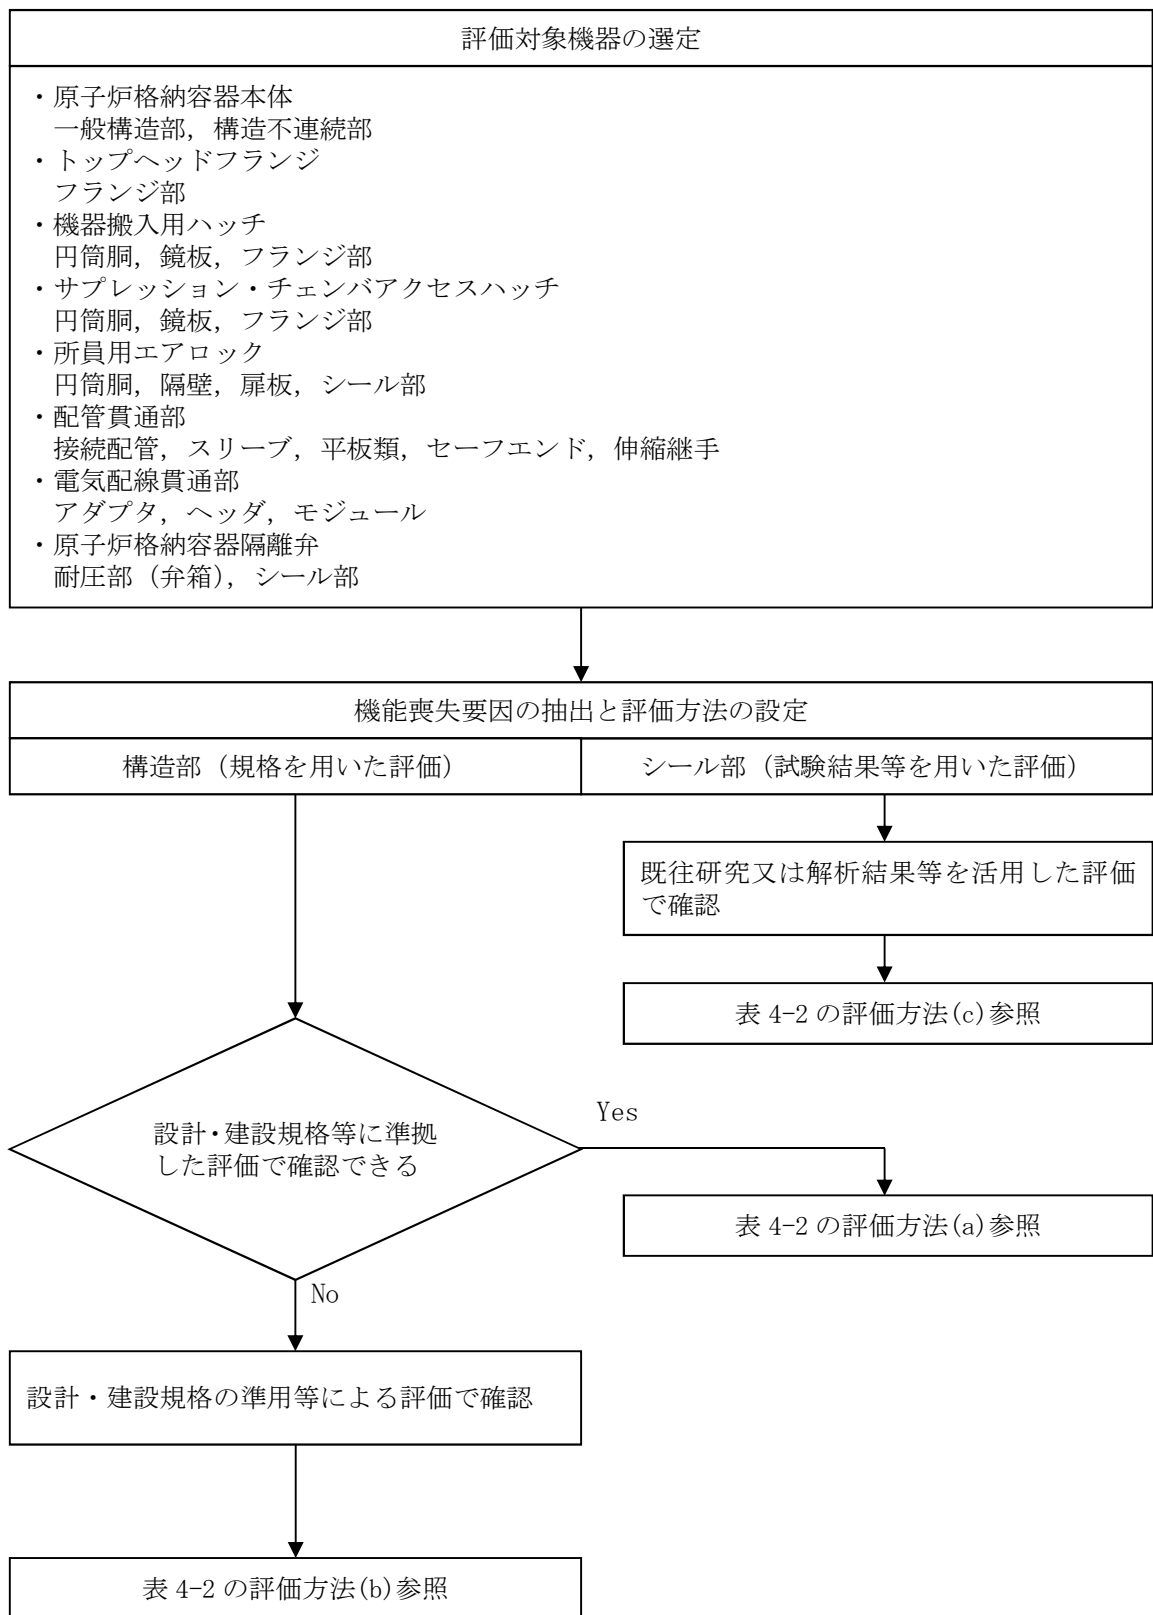 評価対象機器の選定
・原子炉格納容器本体
一般構造部，構造不連続部
・トップヘッドフランジ
フランジ部
・機器搬入用ハッチ
円筒胴，鏡板，フランジ部
・サプレッション・チェンバアクセスハッチ
円筒胴，鏡板，フランジ部
・所員用エアロック
円筒胴，隔壁，扉板，シール部
・配管貫通部
接続配管，スリーブ，平板類，セーフエンド，伸縮継手
・電気配線貫通部
アダプタ，ヘッダ，モジュール
・原子炉格納容器隔離弁
耐圧部（弁箱），シール部
機能喪失要因の抽出と評価方法の設定
構造部（規格を用いた評価）
シール部（試験結果等を用いた評価）
既往研究又は解析結果等を活用した評価
で確認
表 4-2 の評価方法(c)参照
設計・建設規格等に準拠
した評価で確認できる
Yes
表 4-2 の評価方法(a)参照
No
設計・建設規格の準用等による評価で確認
表 4-2 の評価方法(b)参照